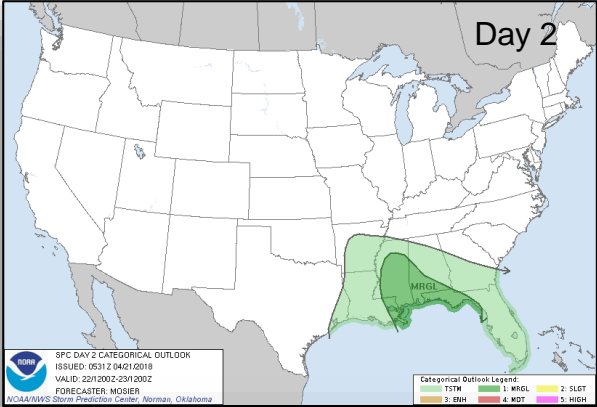 Day 2
MRGL
SPC DAY 2 CATEGORICAL OUTLOOK
ISSUED: 0531Z 04/21/2018
VALID: 22/1200Z-23/1200Z
FORECASTER: MOSIER
NOAA/NWS Storm Prediction Center, Norman, Oklahoma
NOAA
Categorical Outlook Legend:
TSTM 1: MRGL 2: SLGT
3: ENH 4: MDT 5: HIGH